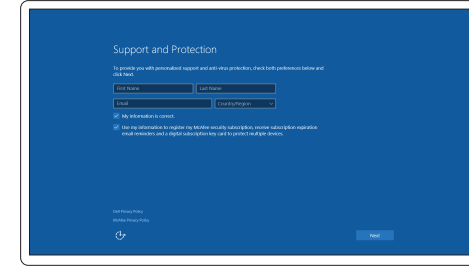 Support and Protection
To provide you with personalised support and anti-virus protection, check both preferences below and
click Next.
First Name
Last Name
Email
Country/Region
My information is correct.
Use my information to register my McAfee security subscription, receive subscription expiration
email reminders and a digital subscription key card to protect multiple devices.
Dell Privacy Policy
McAfee Privacy Policy
Next